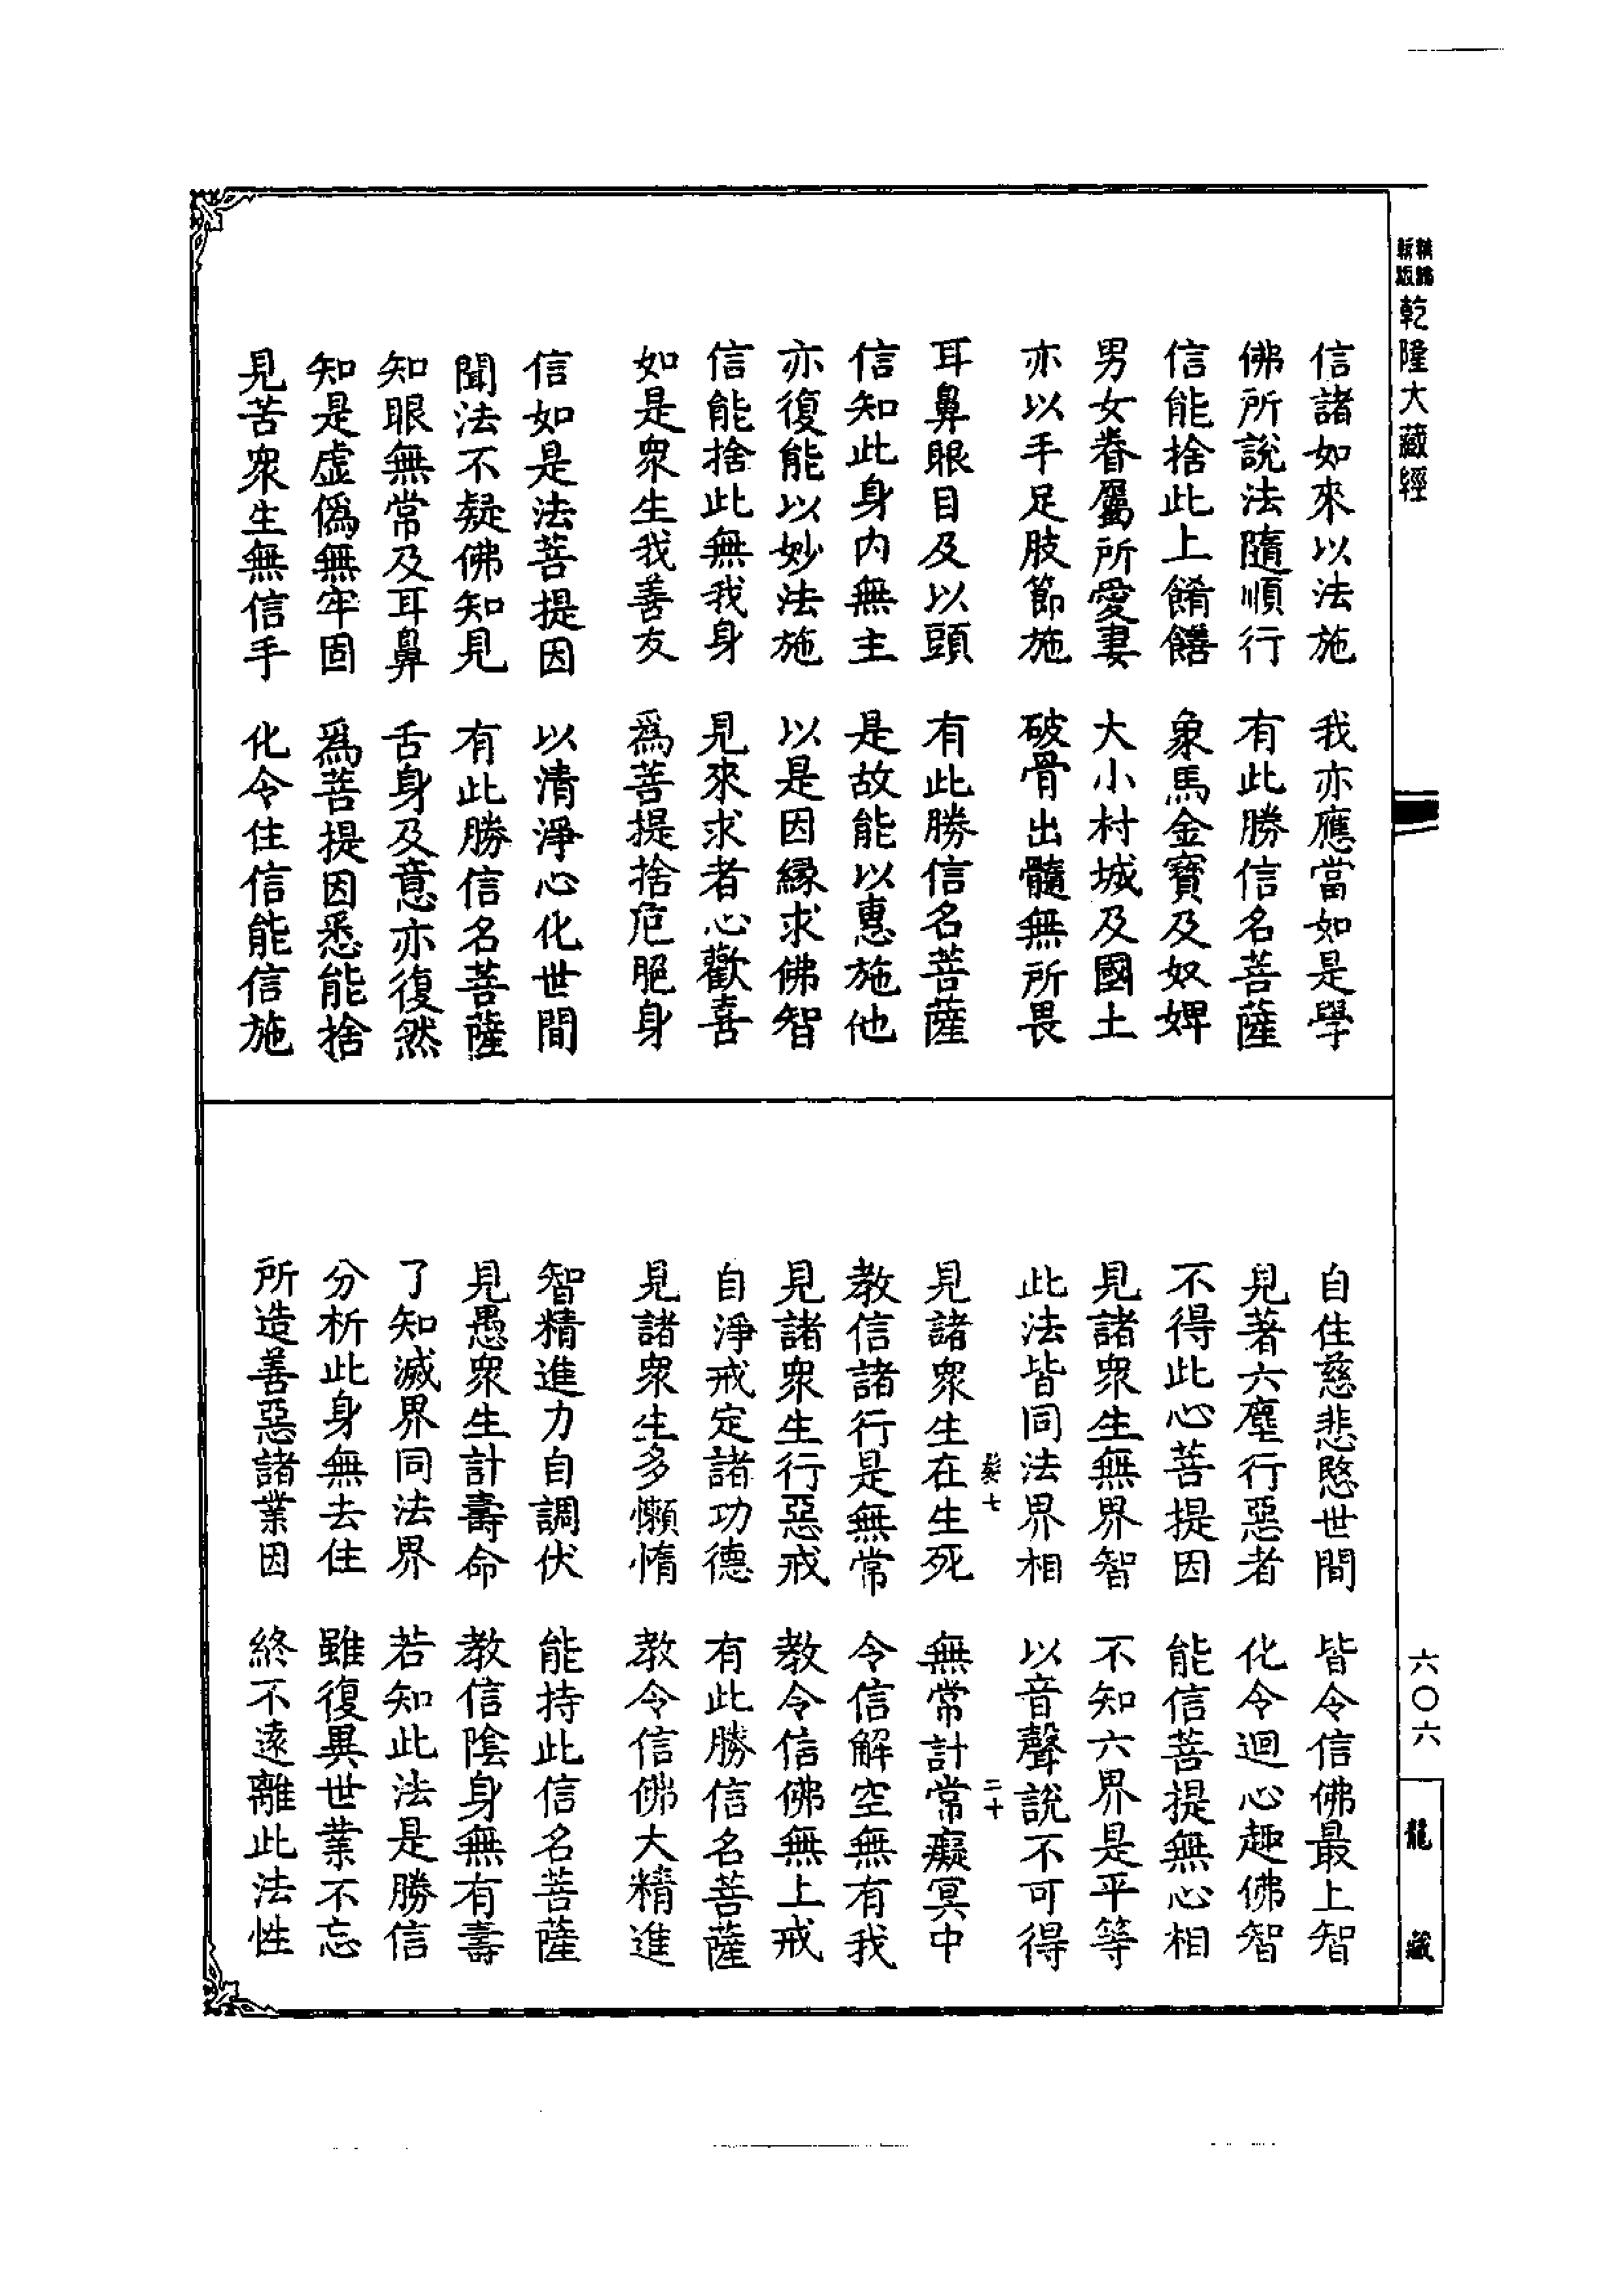 精編新版乾隆大藏經
信諸如來以法施　我亦應當如是學
佛所說法隨順行　有此勝信名菩薩
信能捨此上餚饍　象馬金寶及奴婢
男女眷屬所愛妻　大小村城及國土
亦以手足肢節施　破骨出髓無所畏
耳鼻眼目及以頭　有此勝信名菩薩
信知此身內無主　是故能以惠施他
亦復能以妙法施　以是因緣求佛智
信能捨此無我身　見來求者心歡喜
如是衆生我善友　爲菩提捨危脆身
信如是法菩提因　以清淨心化世間
聞法不疑佛知見　有此勝信名菩薩
知眼無常及耳鼻　舌身及意亦復然
知是虛僞無牢固　爲菩提因悉能捨
見苦衆生無信手　化令住信能信施
自住慈悲愍世間　皆令信佛最上智
見著六塵行惡者　化令迴心趣佛智
不得此心菩提因　能信菩提無心相
見諸衆生無界智　不知六界是平等
此法皆同法界相　以音聲說不可得
七　二十
見諸衆生在生死　無常計常癡冥中
教信諸行是無常　令信解空無有我
見諸衆生行惡戒　教令信佛無上戒
自淨戒定諸功德　有此勝信名菩薩
見諸衆生多懶惰　教令信佛大精進
智精進力自調伏　能持此信名菩薩
見愚衆生計壽命　教信陰身無有壽
了知滅界同法界　若知此法是勝信
分析此身無去住　雖復異世業不忘
所造善惡諸業因　終不遠離此法性
六〇六
龍藏